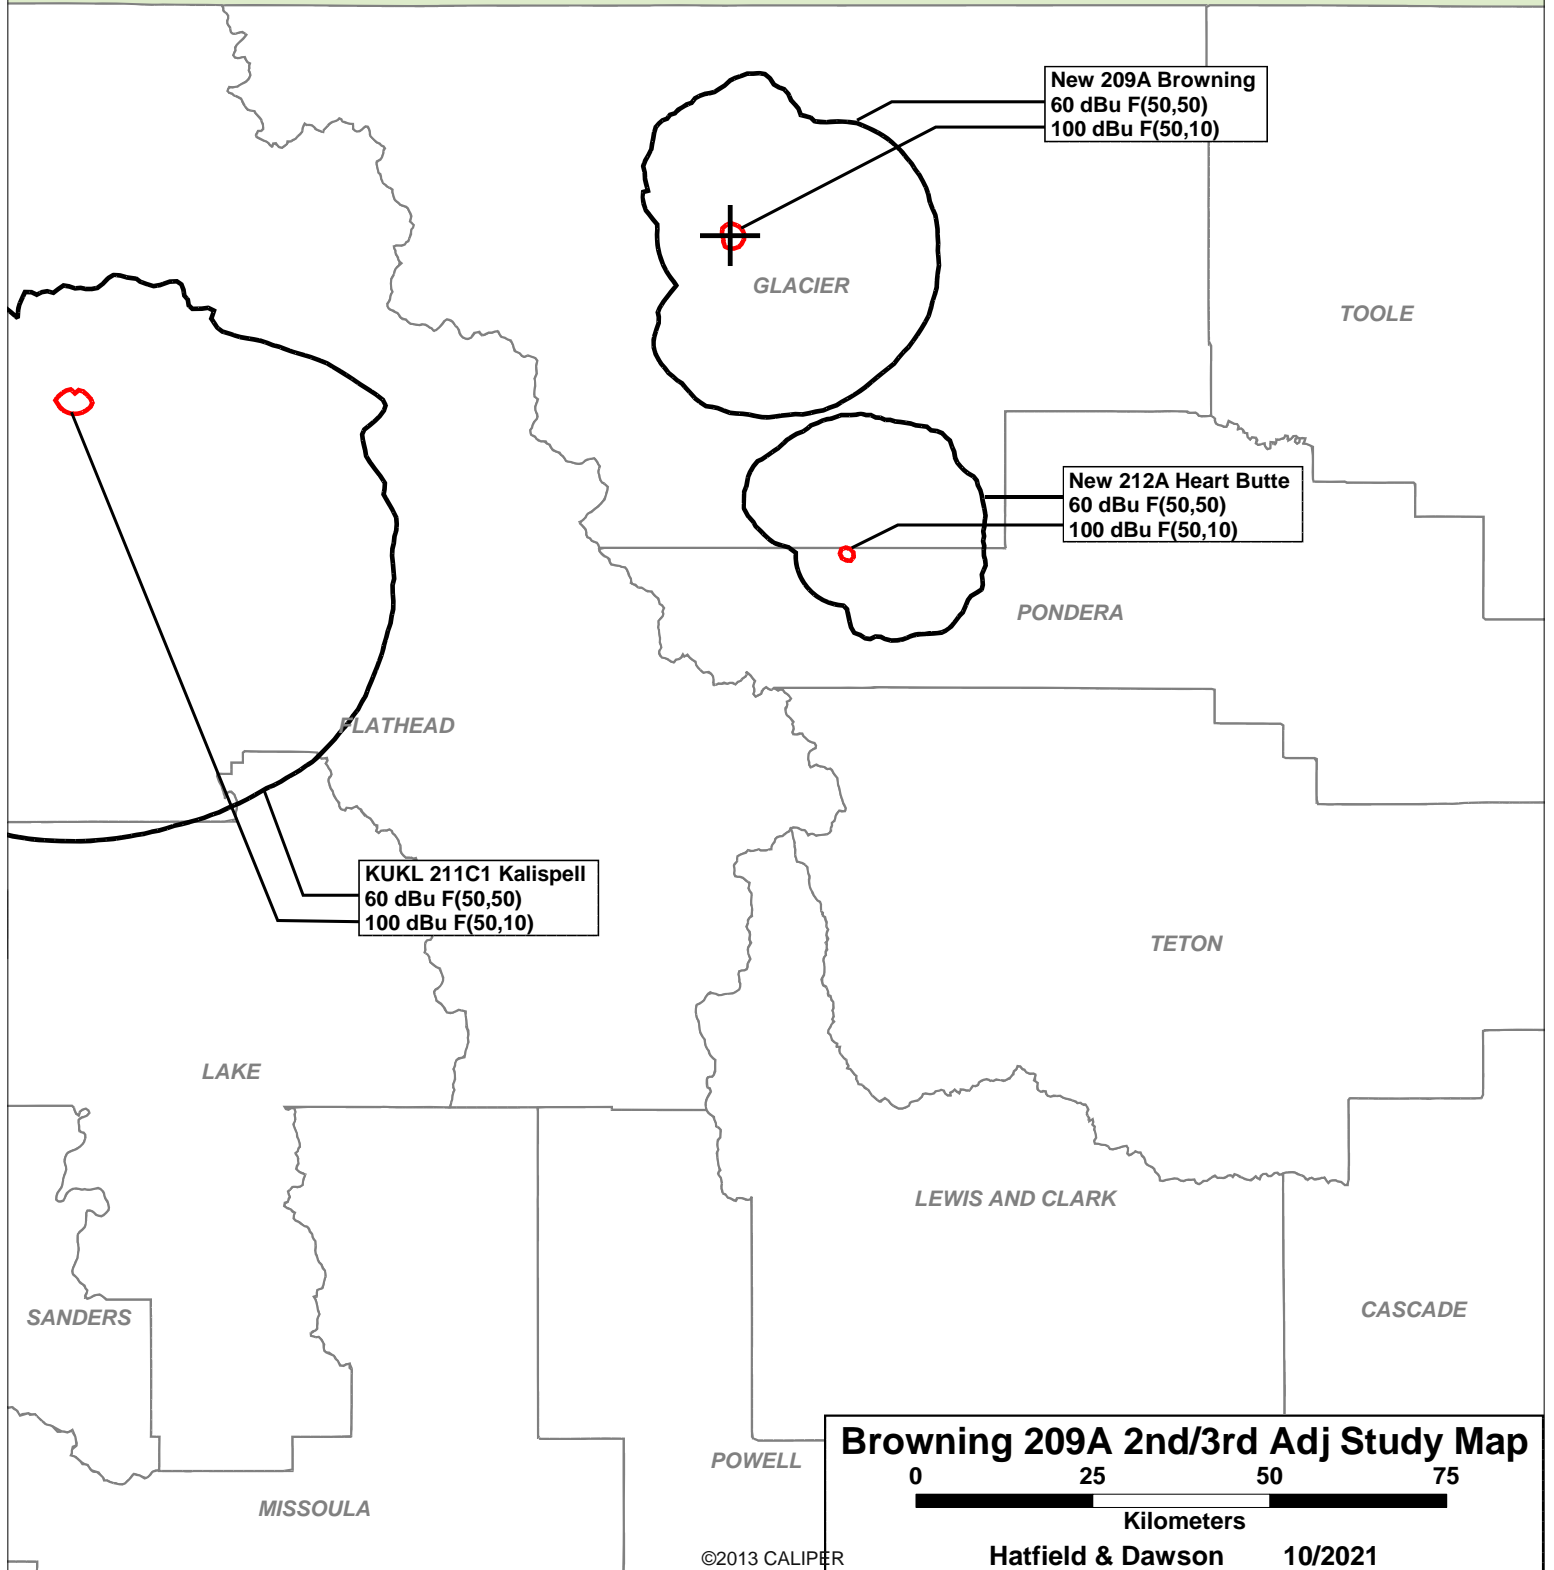 New 209A Browning
60 dBu F(50,50)
100 dBu F(50,10)
GLACIER
TOOLE
New 212A Heart Butte
60 dBu F(50,50)
100 dBu F(50,10)
PONDERA
FLATHEAD
KUKL 211C1 Kalispell
60 dBu F(50,50)
100 dBu F(50,10)
TETON
LAKE
LEWIS AND CLARK
SANDERS
CASCADE
POWELL
MISSOULA
Browning 209A 2nd/3rd Adj Study Map
0 25 50 75
Kilometers
Hatfield & Dawson 10/2021
©2013 CALIPER